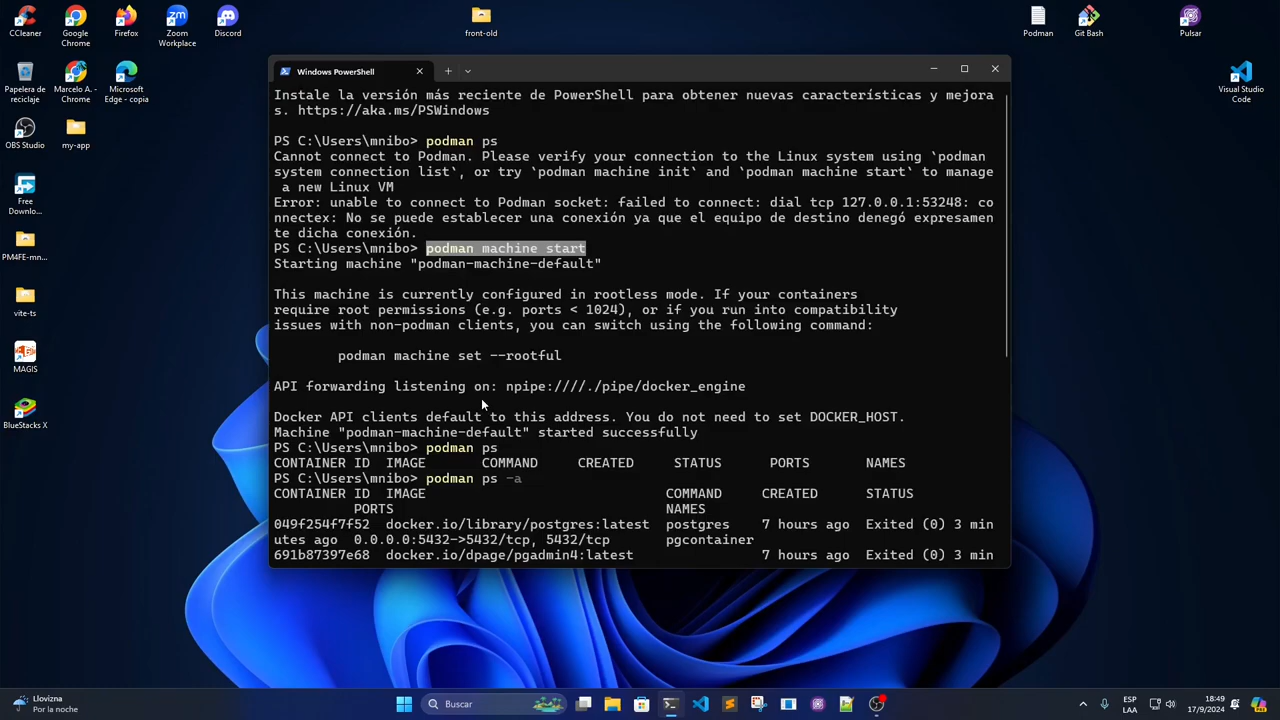 CCleaner
Google
Chrome
Firefox
Zoom
Workplace
Discord
front-old
Podman
Git Bash
Pulsar
Papelera de
reciclaje
Marcelo A. -
Chrome
Microsoft
Edge - copia
Visual Studio
Code
OBS Studio
my-app
Free
Downlo...
PM4FE-mn...
vite-ts
MAGIS
BlueStacks X
Windows PowerShell
Instale la versión más reciente de PowerShell para obtener nuevas características y mejora
s. https://aka.ms/PSWindows
PS C:\Users\mnibo> podman ps
Cannot connect to Podman. Please verify your connection to the Linux system using `podman
system connection list`, or try `podman machine init` and `podman machine start` to manage
a new Linux VM
Error: unable to connect to Podman socket: failed to connect: dial tcp 127.0.0.1:53248: co
nnectex: No se puede establecer una conexión ya que el equipo de destino denegó expresamen
te dicha conexión.
PS C:\Users\mnibo> podman machine start
Starting machine "podman-machine-default"
This machine is currently configured in rootless mode. If your containers
require root permissions (e.g. ports < 1024), or if you run into compatibility
issues with non-podman clients, you can switch using the following command:
podman machine set --rootful
API forwarding listening on: npipe:////./pipe/docker_engine
Docker API clients default to this address. You do not need to set DOCKER_HOST.
Machine "podman-machine-default" started successfully
PS C:\Users\mnibo> podman ps
CONTAINER ID  IMAGE       COMMAND     CREATED     STATUS      PORTS       NAMES
PS C:\Users\mnibo> podman ps -a
CONTAINER ID  IMAGE                              COMMAND     CREATED      STATUS
PORTS                                 NAMES
049f254f7f52  docker.io/library/postgres:latest  postgres    7 hours ago  Exited (0) 3 min
utes ago  0.0.0.0:5432->5432/tcp, 5432/tcp       pgcontainer
691b87397e68  docker.io/dpage/pgadmin4:latest                7 hours ago  Exited (0) 3 min
Llovizna
Por la noche
Buscar
ESP
LAA
18:49
17/9/2024